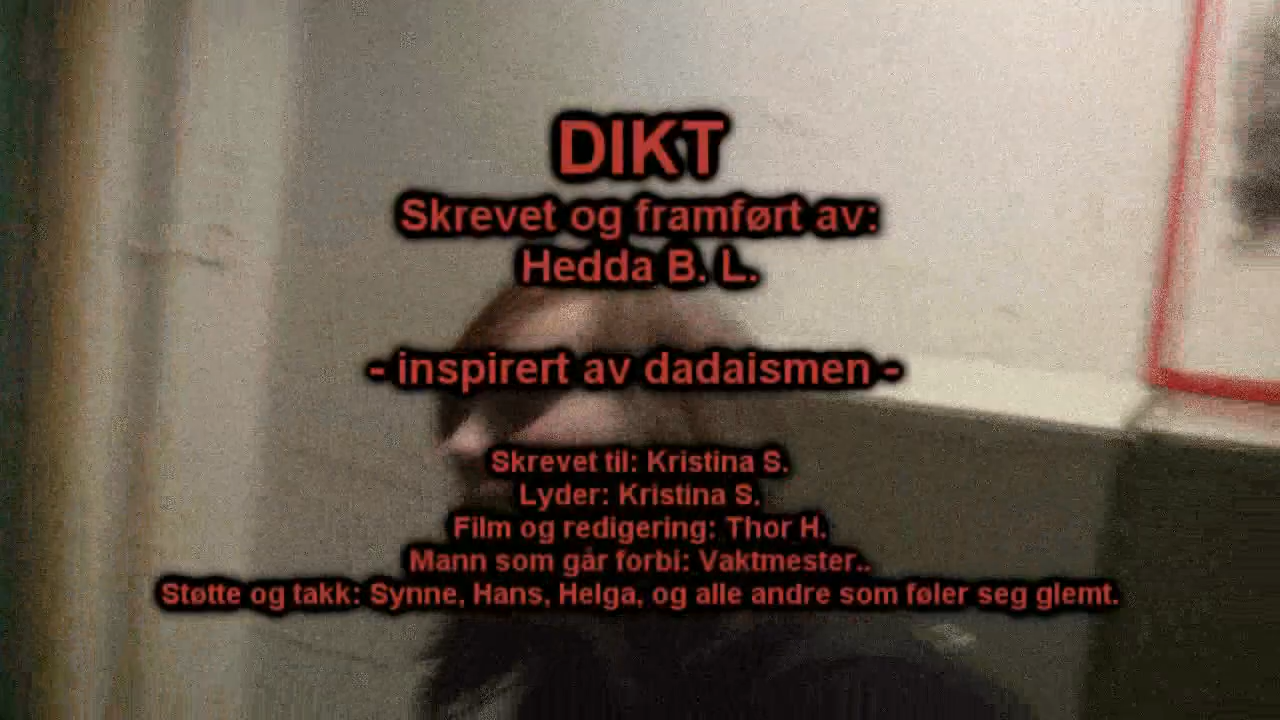 DIKT
Skrevet og framført av:
Hedda B. L.
- inspirert av dadaismen -
Skrevet til: Kristina S.
Lyder: Kristina S.
Film og redigering: Thor H.
Mann som går forbi: Vaktmester..
Støtte og takk: Synne, Hans, Helga, og alle andre som føler seg glemt.